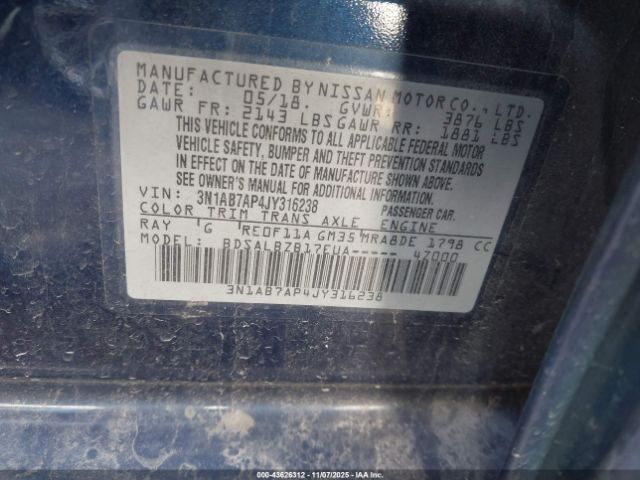 MANUFACTURED BY NISSAN MOTOR CO., LTD.
DATE: 05/18. GVWR: 3876 LBS
GAWR FR: 2143 LBS GAWR RR: 1881 LBS
THIS VEHICLE CONFORMS TO ALL APPLICABLE FEDERAL MOTOR
VEHICLE SAFETY, BUMPER AND THEFT PREVENTION STANDARDS
IN EFFECT ON THE DATE OF MANUFACTURE SHOWN ABOVE.
SEE OWNER'S MANUAL FOR ADDITIONAL INFORMATION.
VIN: 3N1AB7AP4JY316238 PASSENGER CAR.
COLOR TRIM TRANS AXLE ENGINE
RAY 'G RE0F11A GM35 MRA8DE 1798 CC
MODEL: BDSALBZB17EUA----- 47000
3N1AB7AP4JY316238
000-43626312 | 11/07/2025 | IAA Inc.